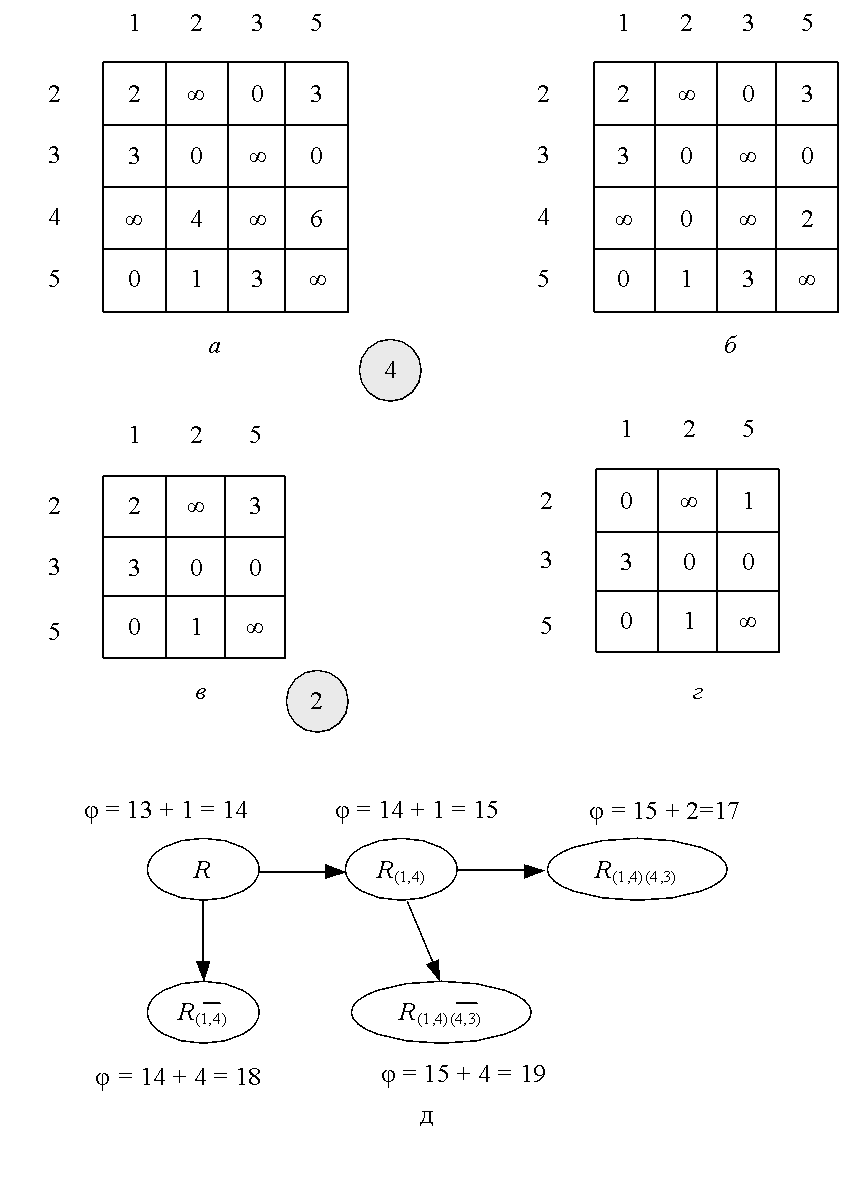 1 2 3 5 1 2 3 5
2 2 ∞ 0 3 2 2 ∞ 0 3
3 3 0 ∞ 0 3 3 0 ∞ 0
4 ∞ 4 ∞ 6 4 ∞ 0 ∞ 2
5 0 1 3 ∞ 5 0 1 3 ∞
а б
4
1 2 5 1 2 5
2 2 ∞ 3 2 0 ∞ 1
3 3 0 0 3 3 0 0
5 0 1 ∞ 5 0 1 ∞
в г
2
φ = 13 + 1 = 14 φ = 14 + 1 = 15 φ = 15 + 2=17
R R(1,4) R(1,4)(4,3)
R(1,4)‾ R(1,4)(4,3)‾
φ = 14 + 4 = 18 φ = 15 + 4 = 19
д